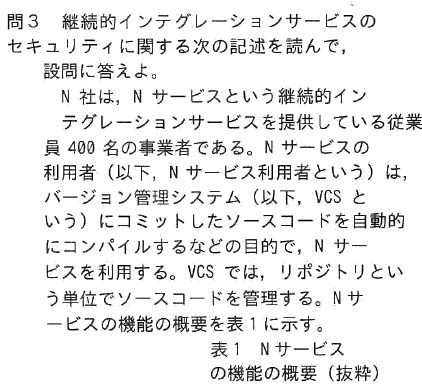 問3 継続的インテグレーションサービスの
セキュリティに関する次の記述を読んで，
設問に答えよ。
N 社は，N サービスという継続的イン
テグレーションサービスを提供している従業
員 400 名の事業者である。N サービスの
利用者（以下，N サービス利用者という）は，
バージョン管理システム（以下，VCS と
いう）にコミットしたソースコードを自動的
にコンパイルするなどの目的で，N サー
ビスを利用する。VCS では，リポジトリとい
う単位でソースコードを管理する。N サ
ービスの機能の概要を表1に示す。
表1 N サービス
の機能の概要（抜粋）